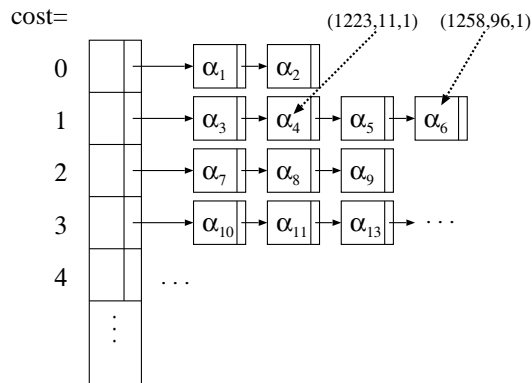 cost= (1223,11,1) (1258,96,1)
0 α₁ α₂
1 α₃ α₄ α₅ α₆
2 α₇ α₈ α₉
3 α₁₀ α₁₁ α₁₃ . . .
4 . . .
. . .